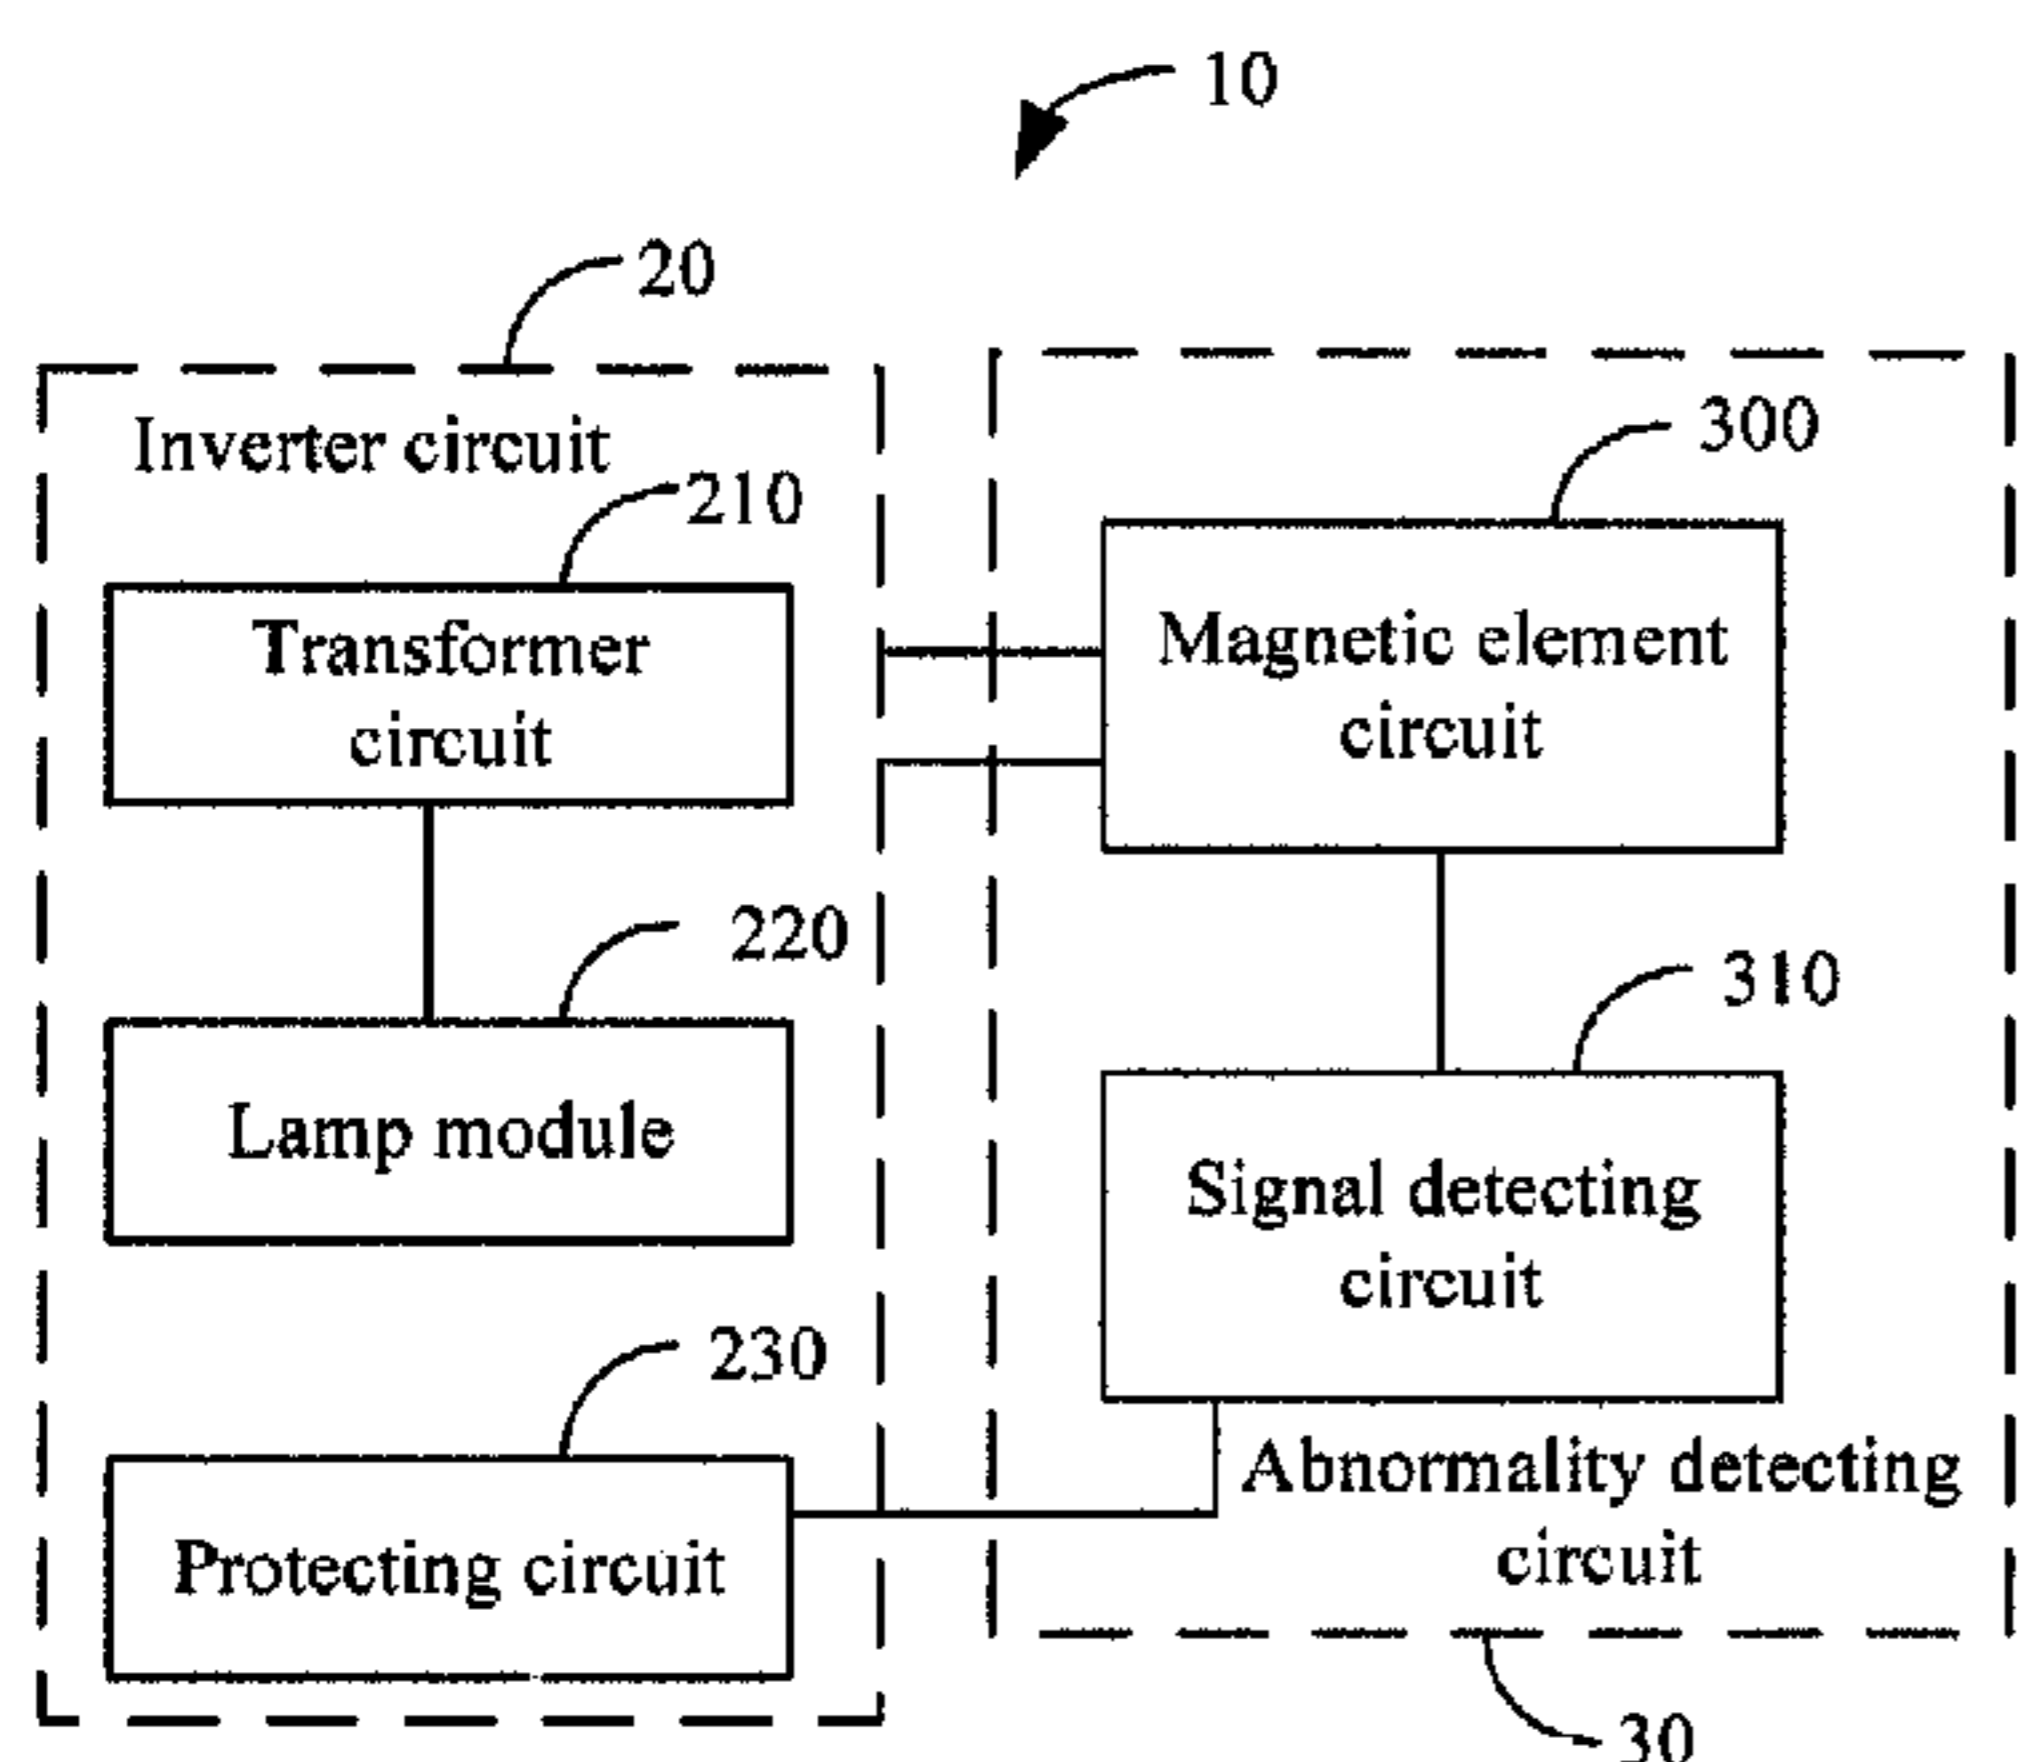 10
20
Inverter circuit
210
Transformer
circuit
220
Lamp module
230
Protecting circuit
300
Magnetic element
circuit
310
Signal detecting
circuit
Abnormality detecting
circuit
30